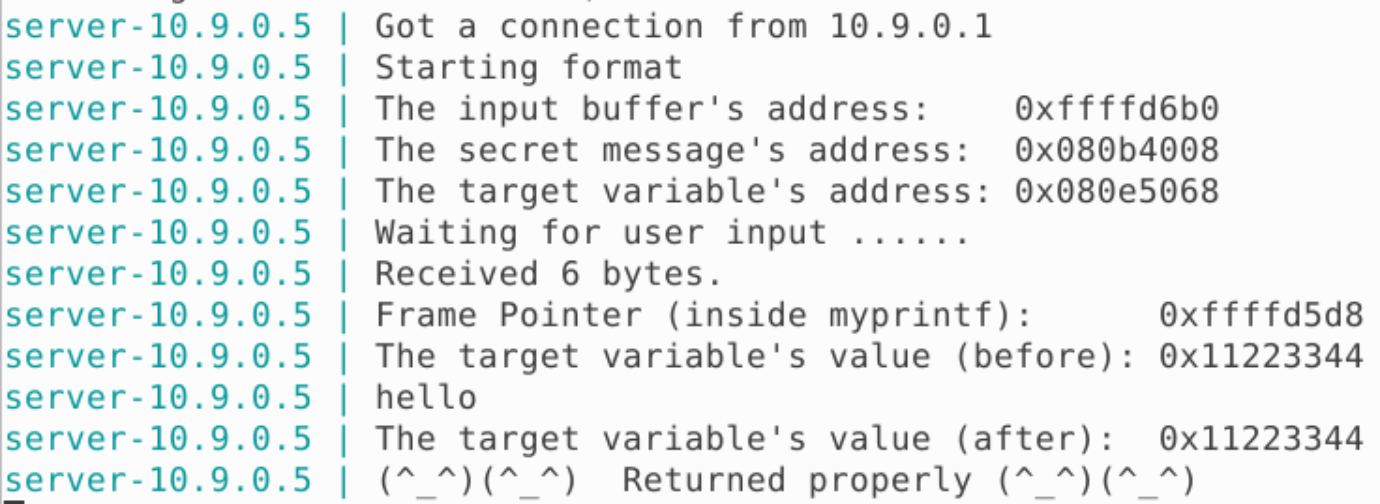 server-10.9.0.5 | Got a connection from 10.9.0.1
server-10.9.0.5 | Starting format
server-10.9.0.5 | The input buffer's address:    0xffffd6b0
server-10.9.0.5 | The secret message's address:  0x080b4008
server-10.9.0.5 | The target variable's address: 0x080e5068
server-10.9.0.5 | Waiting for user input ......
server-10.9.0.5 | Received 6 bytes.
server-10.9.0.5 | Frame Pointer (inside myprintf):      0xffffd5d8
server-10.9.0.5 | The target variable's value (before): 0x11223344
server-10.9.0.5 | hello
server-10.9.0.5 | The target variable's value (after):  0x11223344
server-10.9.0.5 | (^_^)(^_^)  Returned properly (^_^)(^_^)